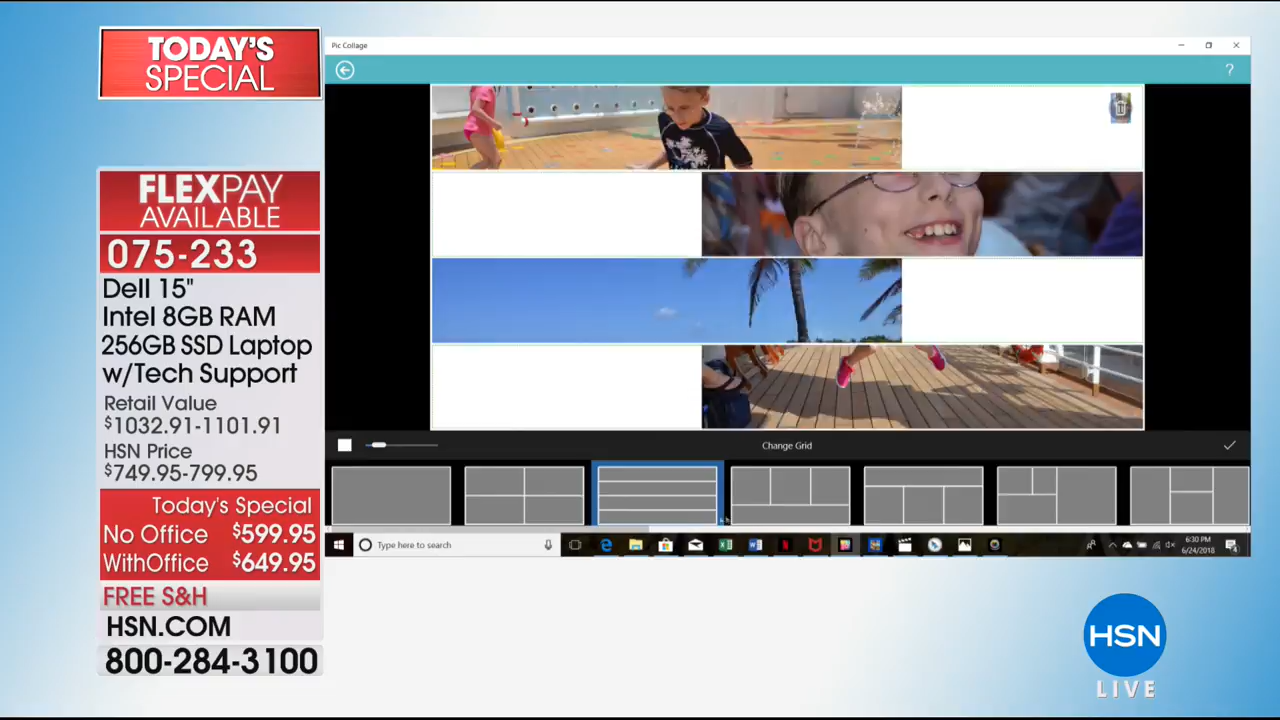 TODAY'S
SPECIAL
FLEXPAY
AVAILABLE
075-233
Dell 15"
Intel 8GB RAM
256GB SSD Laptop
w/Tech Support
Retail Value
$1032.91-1101.91
HSN Price
$749.95-799.95
Today's Special
No Office $599.95
WithOffice $649.95
FREE S&H
HSN.COM
800-284-3100
Pic Collage
?
Change Grid
Type here to search
6:30 PM
6/24/2018
HSN
LIVE